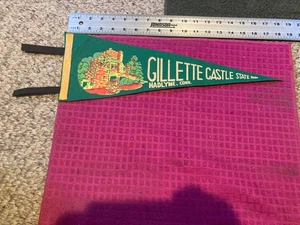 GILLETTE CASTLE STATE PARK
HADLYME, CONN.